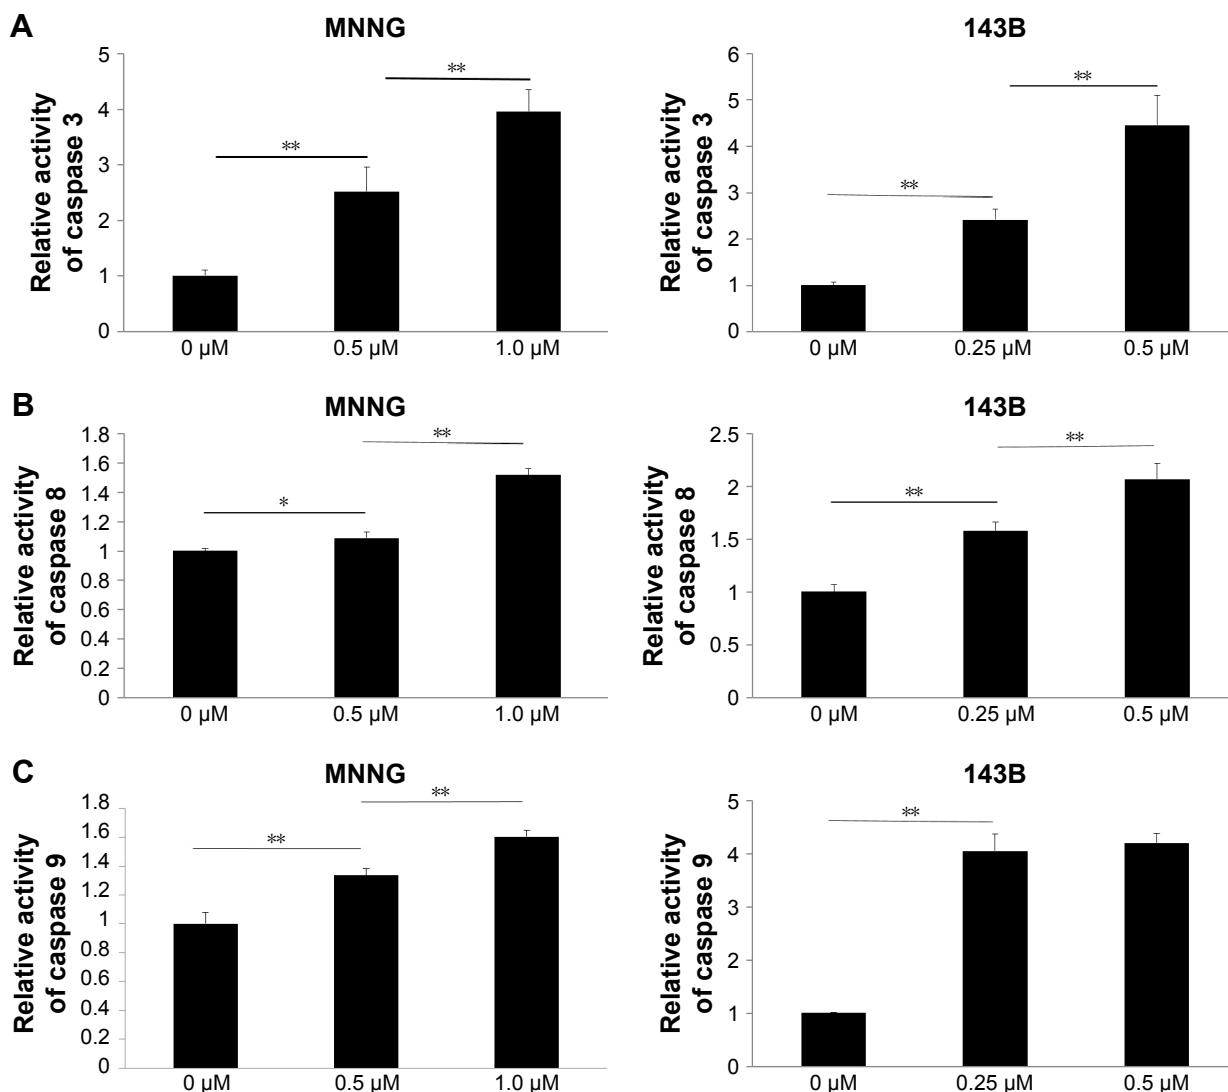 A
MNNG
143B
Relative activity
of caspase 3
5
4
3
2
1
0
**
**
0 µM 0.5 µM 1.0 µM
Relative activity
of caspase 3
6
5
4
3
2
1
0
**
**
0 µM 0.25 µM 0.5 µM
B
MNNG
143B
Relative activity
of caspase 8
1.8
1.6
1.4
1.2
1
0.8
0.6
0.4
0.2
0
*
**
0 µM 0.5 µM 1.0 µM
Relative activity
of caspase 8
2.5
2
1.5
1
0.5
0
**
**
0 µM 0.25 µM 0.5 µM
C
MNNG
143B
Relative activity
of caspase 9
1.8
1.6
1.4
1.2
1
0.8
0.6
0.4
0.2
0
**
**
0 µM 0.5 µM 1.0 µM
Relative activity
of caspase 9
5
4
3
2
1
0
**
0 µM 0.25 µM 0.5 µM